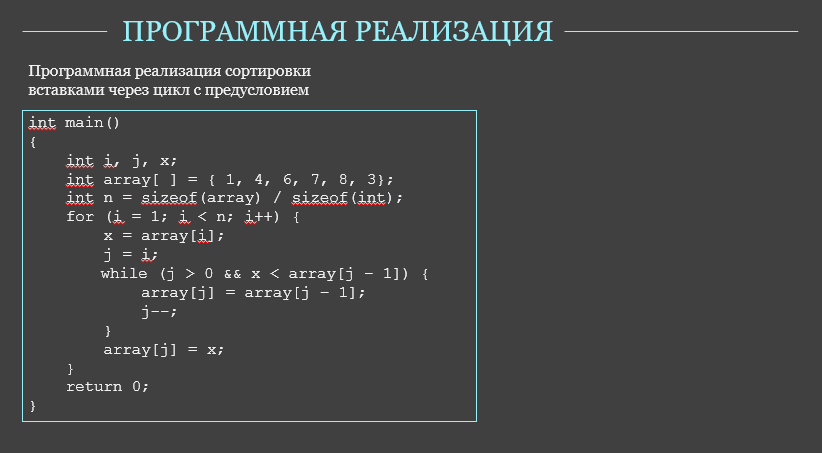 ПРОГРАММНАЯ РЕАЛИЗАЦИЯ
Программная реализация сортировки
вставками через цикл с предусловием
int main()
{
    int i, j, x;
    int array[ ] = { 1, 4, 6, 7, 8, 3};
    int n = sizeof(array) / sizeof(int);
    for (i = 1; i < n; i++) {
        x = array[i];
        j = i;
        while (j > 0 && x < array[j - 1]) {
            array[j] = array[j - 1];
            j--;
        }
        array[j] = x;
    }
    return 0;
}